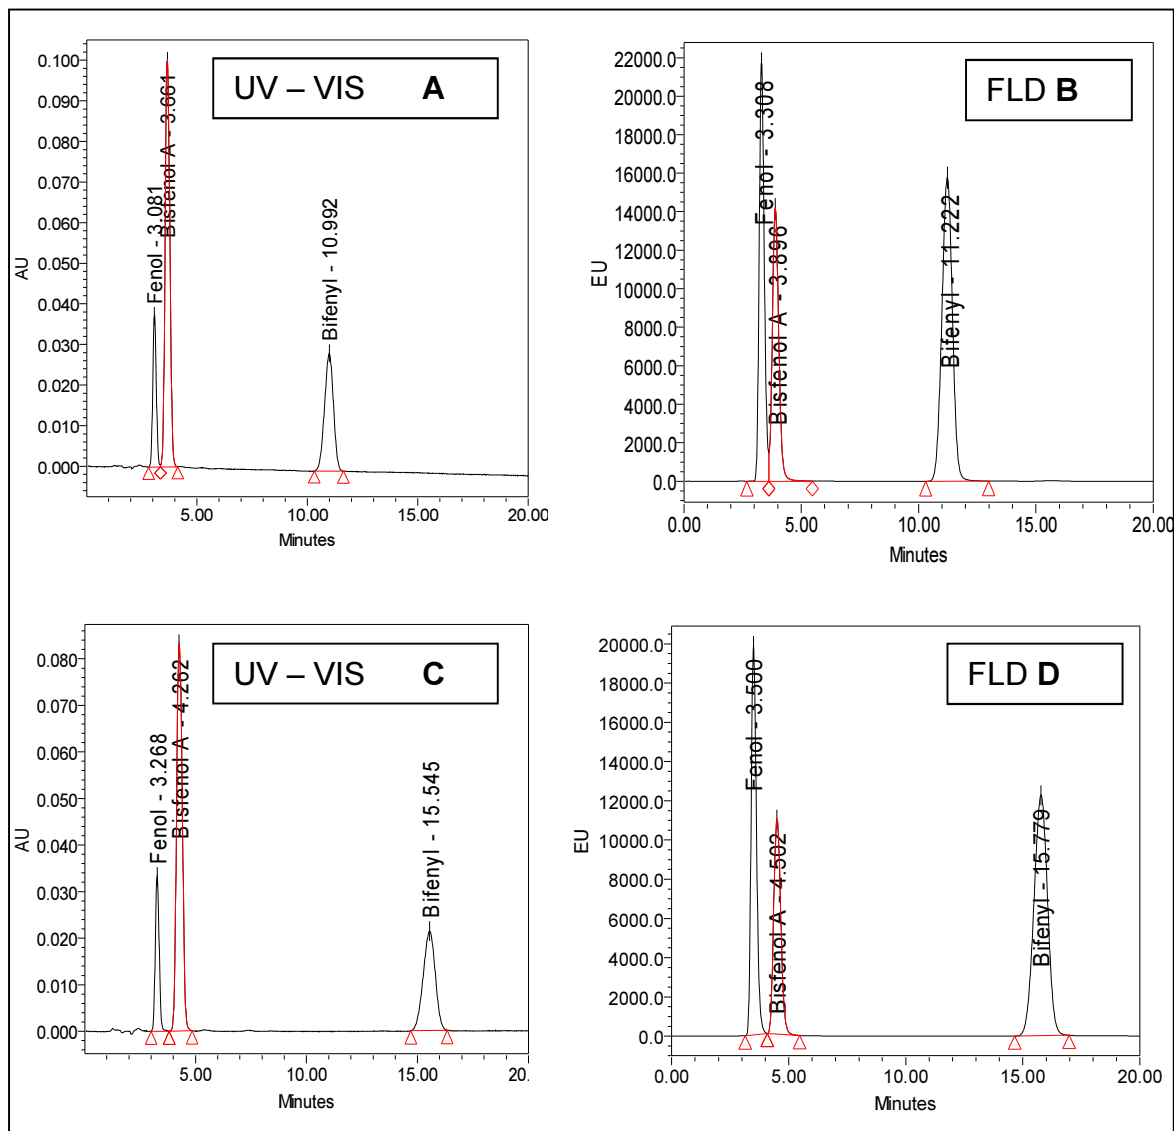 UV – VIS A
0.100
0.090
0.080
0.070
0.060
0.050
0.040
0.030
0.020
0.010
0.000
AU
Fenol - 3.081
Bisfenol A - 3.661
Bifenyl - 10.992
5.00
10.00
15.00
20.00
Minutes
FLD B
22000.0
20000.0
18000.0
16000.0
14000.0
12000.0
10000.0
8000.0
6000.0
4000.0
2000.0
0.0
EU
Fenol - 3.308
Bisfenol A - 3.896
Bifenyl - 11.222
0.00
5.00
10.00
15.00
20.00
Minutes
UV – VIS C
0.080
0.070
0.060
0.050
0.040
0.030
0.020
0.010
0.000
AU
Fenol - 3.268
Bisfenol A - 4.262
Bifenyl - 15.545
5.00
10.00
15.00
20.
Minutes
FLD D
20000.0
18000.0
16000.0
14000.0
12000.0
10000.0
8000.0
6000.0
4000.0
2000.0
0.0
EU
Fenol - 3.500
Bisfenol A - 4.502
Bifenyl - 15.779
0.00
5.00
10.00
15.00
20.00
Minutes